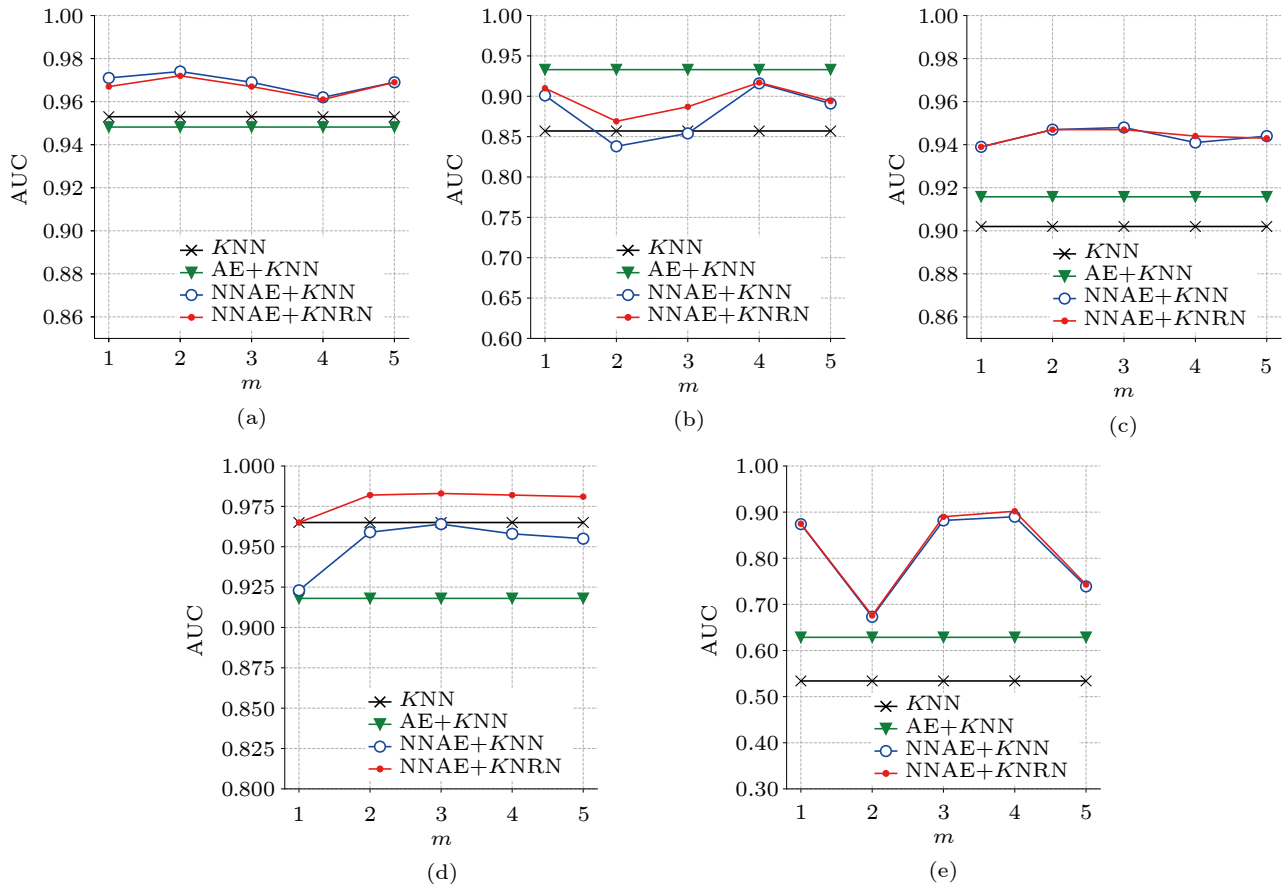 1.00
0.98
0.96
0.94
0.92
0.90
0.88
0.86
AUC
KNN
AE+KNN
NNAE+KNN
NNAE+KNRN
1 2 3 4 5
m
(a)
1.00
0.95
0.90
0.85
0.80
0.75
0.70
0.65
0.60
AUC
KNN
AE+KNN
NNAE+KNN
NNAE+KNRN
1 2 3 4 5
m
(b)
1.00
0.98
0.96
0.94
0.92
0.90
0.88
0.86
AUC
KNN
AE+KNN
NNAE+KNN
NNAE+KNRN
1 2 3 4 5
m
(c)
1.000
0.975
0.950
0.925
0.900
0.875
0.850
0.825
0.800
AUC
KNN
AE+KNN
NNAE+KNN
NNAE+KNRN
1 2 3 4 5
m
(d)
1.00
0.90
0.80
0.70
0.60
0.50
0.40
0.30
AUC
KNN
AE+KNN
NNAE+KNN
NNAE+KNRN
1 2 3 4 5
m
(e)